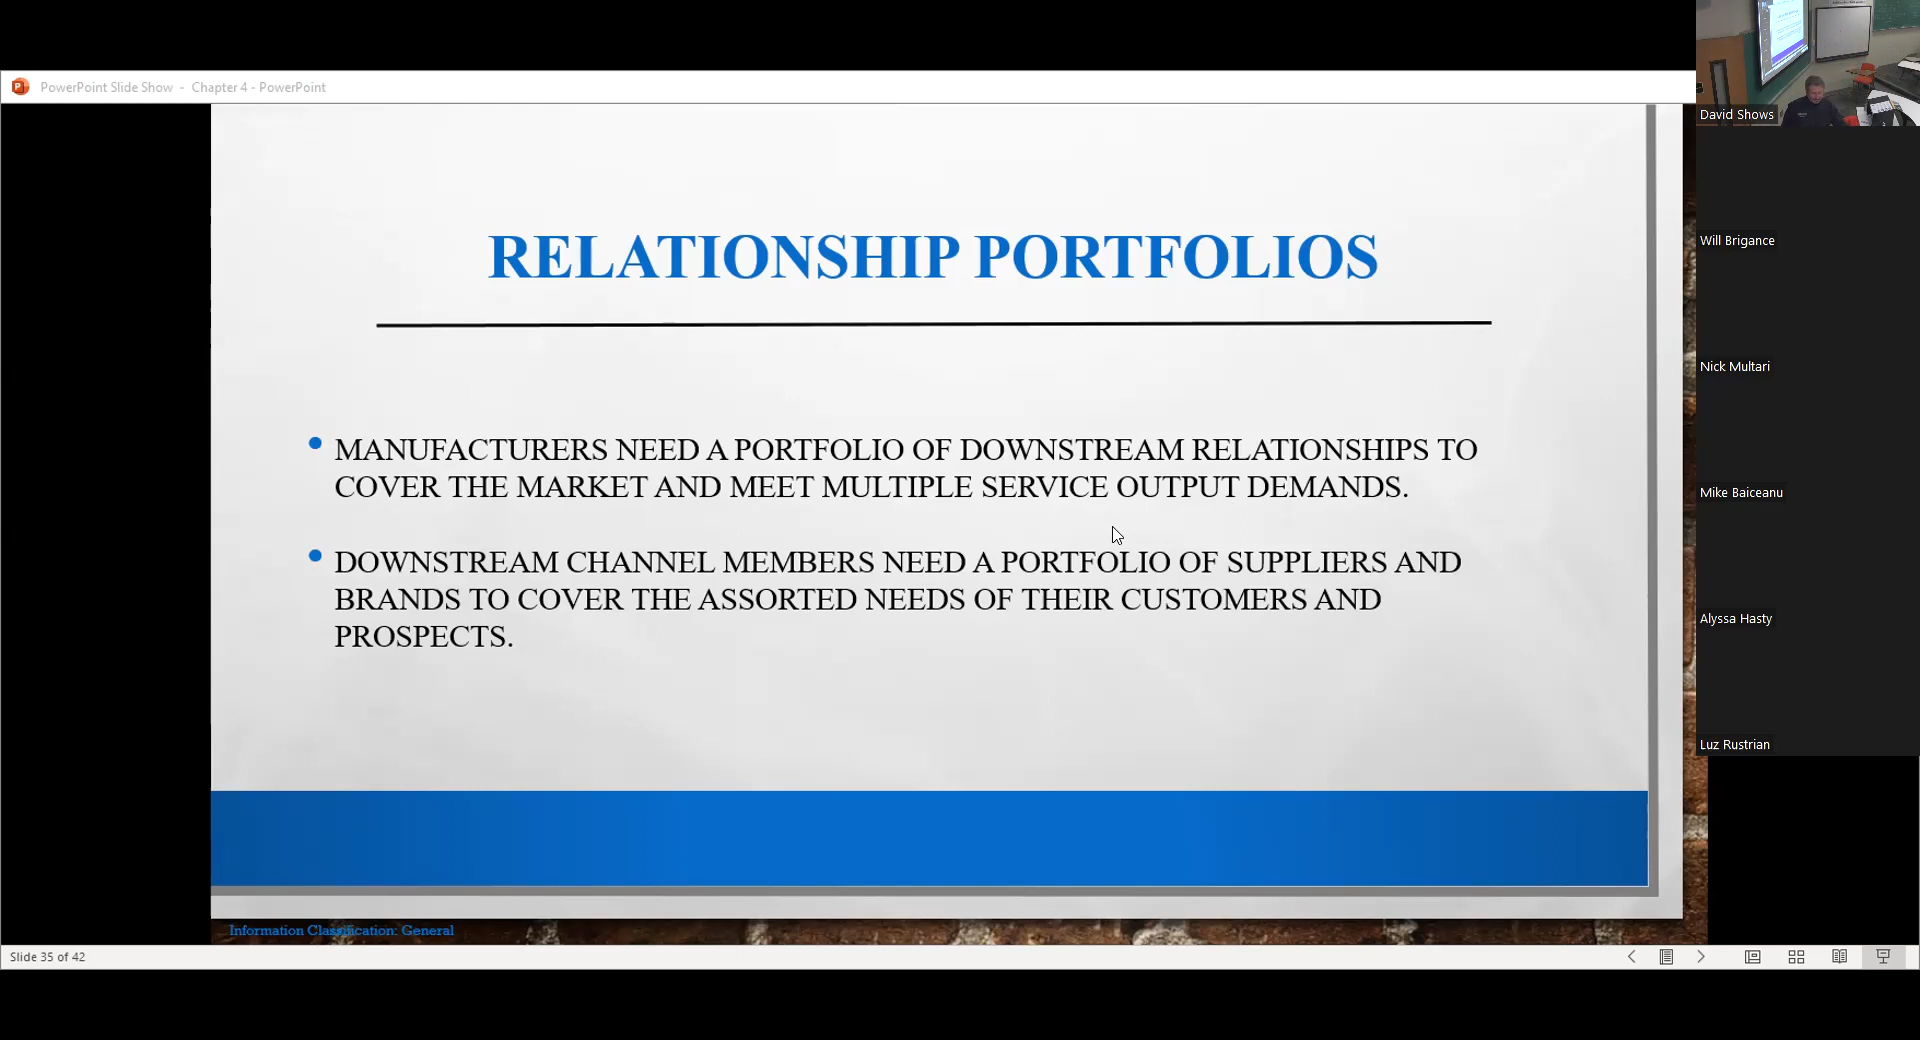 PowerPoint Slide Show - Chapter 4 - PowerPoint
RELATIONSHIP PORTFOLIOS
MANUFACTURERS NEED A PORTFOLIO OF DOWNSTREAM RELATIONSHIPS TO
COVER THE MARKET AND MEET MULTIPLE SERVICE OUTPUT DEMANDS.
DOWNSTREAM CHANNEL MEMBERS NEED A PORTFOLIO OF SUPPLIERS AND
BRANDS TO COVER THE ASSORTED NEEDS OF THEIR CUSTOMERS AND
PROSPECTS.
Information Classification: General
Slide 35 of 42
David Shows
Will Brigance
Nick Multari
Mike Baiceanu
Alyssa Hasty
Luz Rustrian